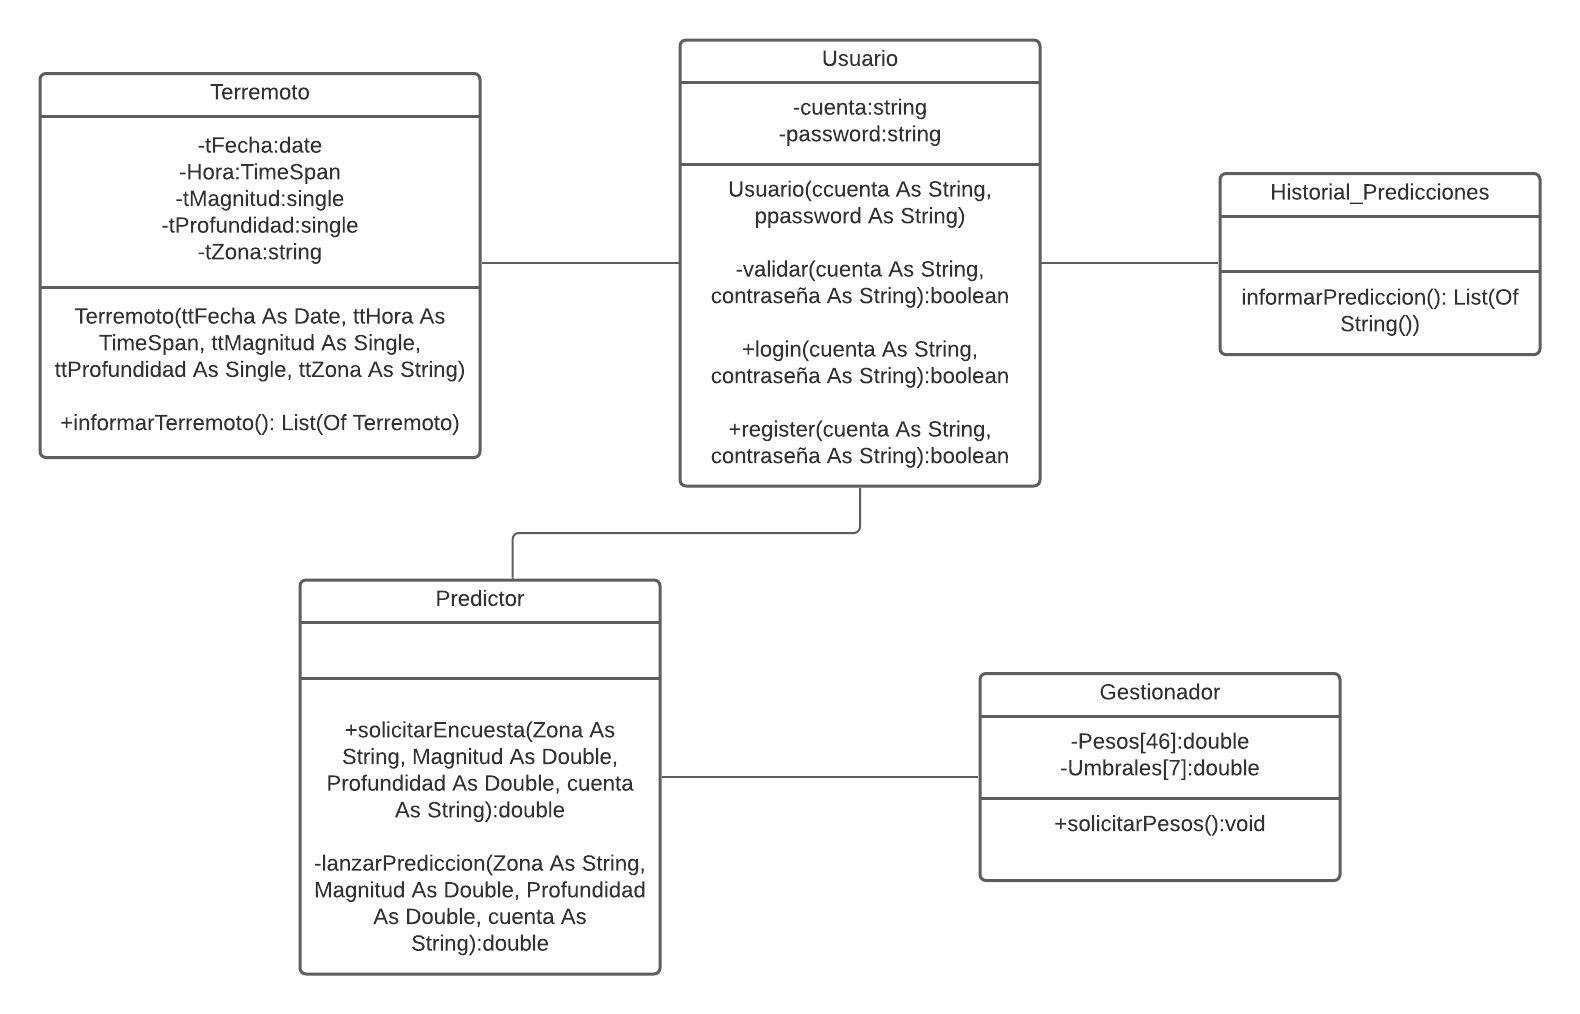 Terremoto
-tFecha:date
-Hora:TimeSpan
-tMagnitud:single
-tProfundidad:single
-tZona:string
Terremoto(ttFecha As Date, ttHora As
TimeSpan, ttMagnitud As Single,
ttProfundidad As Single, ttZona As String)
+informarTerremoto(): List(Of Terremoto)
Usuario
-cuenta:string
-password:string
Usuario(ccuenta As String,
ppassword As String)
-validar(cuenta As String,
contraseña As String):boolean
+login(cuenta As String,
contraseña As String):boolean
+register(cuenta As String,
contraseña As String):boolean
Historial_Predicciones
informarPrediccion(): List(Of
String())
Predictor
+solicitarEncuesta(Zona As
String, Magnitud As Double,
Profundidad As Double, cuenta
As String):double
-lanzarPrediccion(Zona As String,
Magnitud As Double, Profundidad
As Double, cuenta As
String):double
Gestionador
-Pesos[46]:double
-Umbrales[7]:double
+solicitarPesos():void